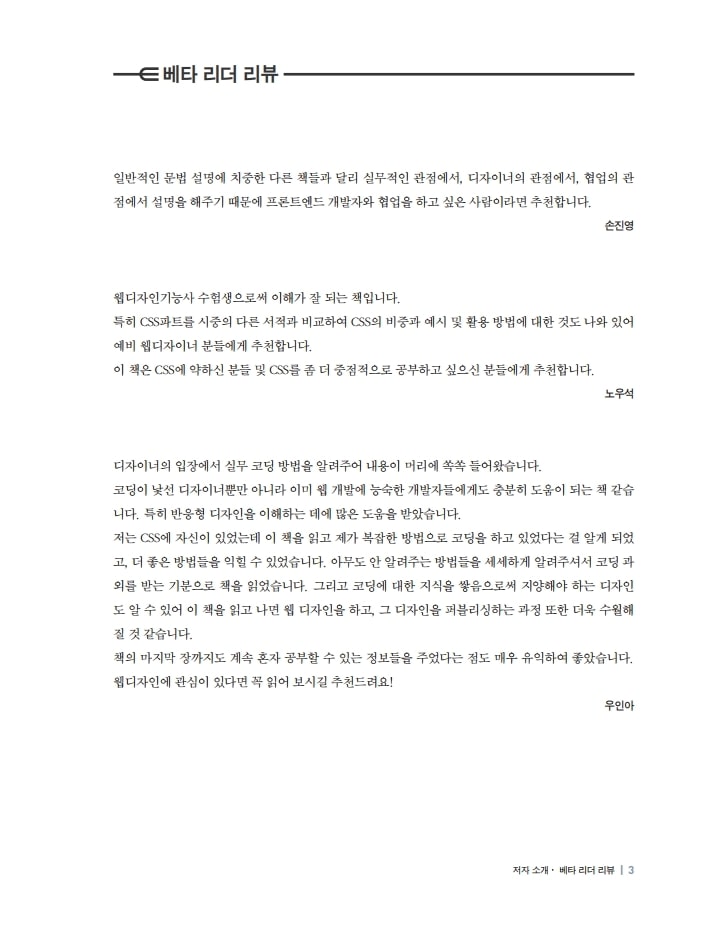 베타 리더 리뷰
일반적인 문법 설명에 치중한 다른 책들과 달리 실무적인 관점에서, 디자이너의 관점에서, 협업의 관
점에서 설명을 해주기 때문에 프론트엔드 개발자와 협업을 하고 싶은 사람이라면 추천합니다.
손진영
웹디자인기능사 수험생으로써 이해가 잘 되는 책입니다.
특히 CSS파트를 시중의 다른 서적과 비교하여 CSS의 비중과 예시 및 활용 방법에 대한 것도 나와 있어
예비 웹디자이너 분들에게 추천합니다.
이 책은 CSS에 약하신 분들 및 CSS를 좀 더 중점적으로 공부하고 싶으신 분들에게 추천합니다.
노우석
디자이너의 입장에서 실무 코딩 방법을 알려주어 내용이 머리에 쏙쏙 들어왔습니다.
코딩이 낯선 디자이너뿐만 아니라 이미 웹 개발에 능숙한 개발자들에게도 충분히 도움이 되는 책 같습
니다. 특히 반응형 디자인을 이해하는 데에 많은 도움을 받았습니다.
저는 CSS에 자신이 있었는데 이 책을 읽고 제가 복잡한 방법으로 코딩을 하고 있었다는 걸 알게 되었
고, 더 좋은 방법들을 익힐 수 있었습니다. 아무도 안 알려주는 방법들을 세세하게 알려주셔서 코딩 과
외를 받는 기분으로 책을 읽었습니다. 그리고 코딩에 대한 지식을 쌓음으로써 지양해야 하는 디자인
도 알 수 있어 이 책을 읽고 나면 웹 디자인을 하고, 그 디자인을 퍼블리싱하는 과정 또한 더욱 수월해
질 것 같습니다.
책의 마지막 장까지도 계속 혼자 공부할 수 있는 정보들을 주었다는 점도 매우 유익하여 좋았습니다.
웹디자인에 관심이 있다면 꼭 읽어 보시길 추천드려요!
우인아
저자 소개 · 베타 리더 리뷰 | 3